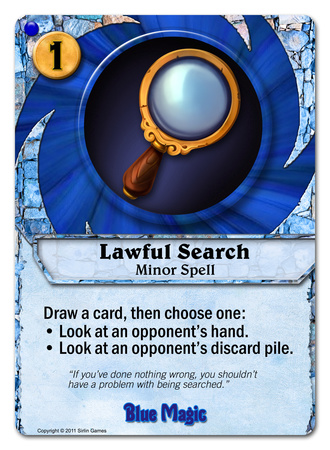 1
Lawful Search
Minor Spell
Draw a card, then choose one:
• Look at an opponent's hand.
• Look at an opponent's discard pile.
“If you've done nothing wrong, you shouldn't
have a problem with being searched.”
Blue Magic
Copyright © 2011 Sirlin Games